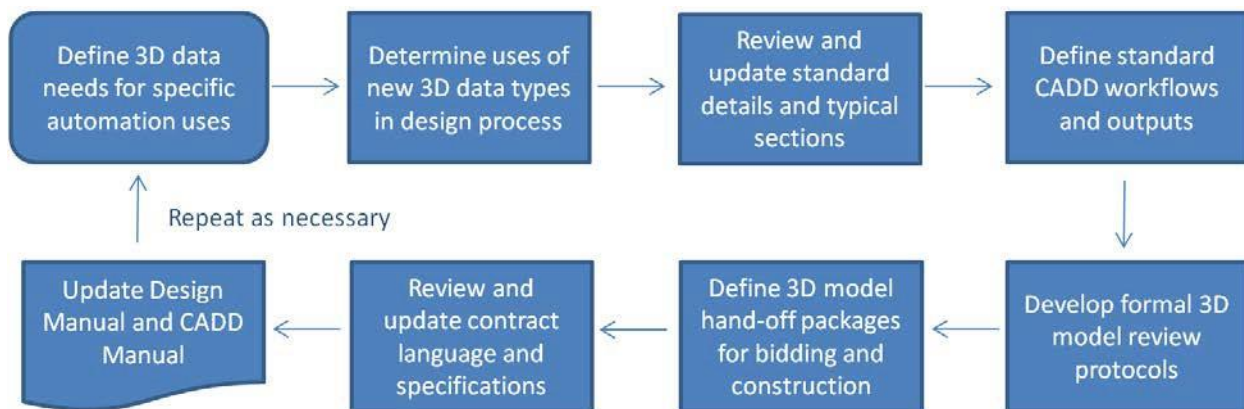 Define 3D data
needs for specific
automation uses
Determine uses of
new 3D data types
in design process
Review and
update standard
details and typical
sections
Define standard
CADD workflows
and outputs
Develop formal 3D
model review
protocols
Define 3D model
hand-off packages
for bidding and
construction
Review and
update contract
language and
specifications
Update Design
Manual and CADD
Manual
Repeat as necessary